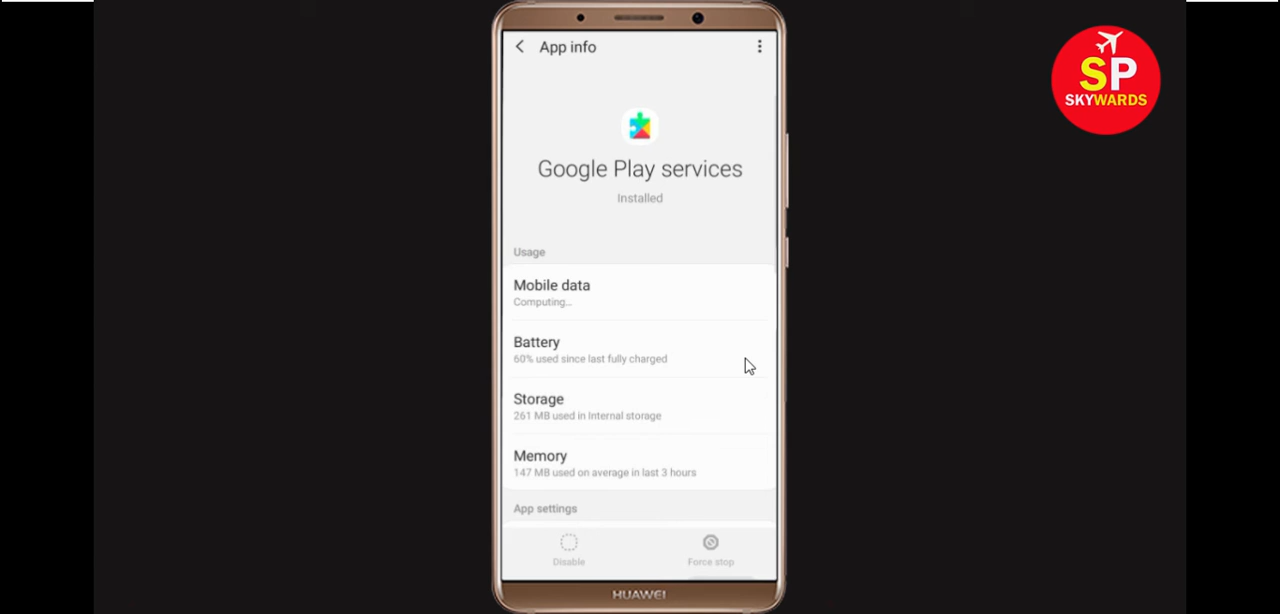 App info
SP
SKYWARDS
Google Play services
Installed
Usage
Mobile data
Computing...
Battery
60% used since last fully charged
Storage
261 MB used in Internal storage
Memory
147 MB used on average in last 3 hours
App settings
Disable
Force stop
HUAWEI